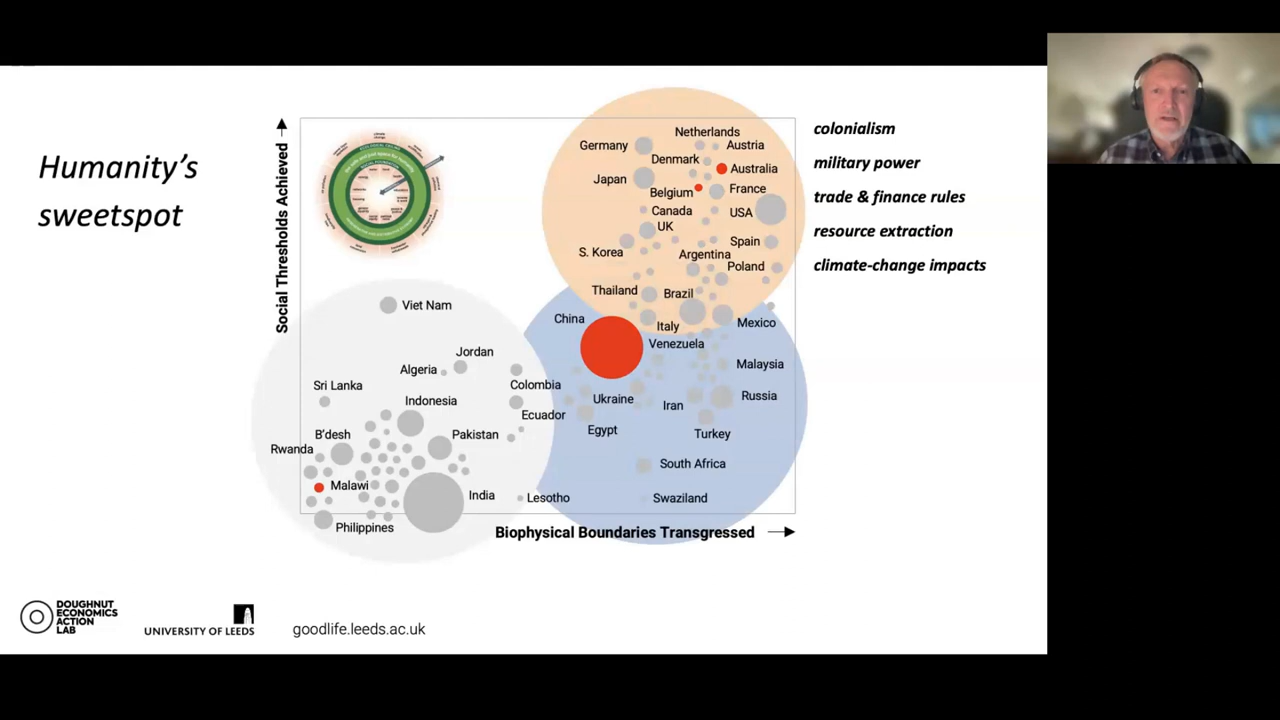 Humanity's
sweetspot
Social Thresholds Achieved
Netherlands
Germany
Austria
Denmark
Australia
Japan
Belgium
France
Canada
USA
UK
S. Korea
Spain
Argentina
Poland
Thailand
Brazil
China
Italy
Mexico
Venezuela
Viet Nam
Jordan
Algeria
Malaysia
Sri Lanka
Colombia
Indonesia
Ukraine
Iran
Russia
Ecuador
B'desh
Pakistan
Egypt
Turkey
Rwanda
South Africa
Malawi
India
Lesotho
Swaziland
Philippines
Biophysical Boundaries Transgressed
colonialism
military power
trade & finance rules
resource extraction
climate-change impacts
DOUGHNUT
ECONOMICS
ACTION
LAB
UNIVERSITY OF LEEDS
goodlife.leeds.ac.uk